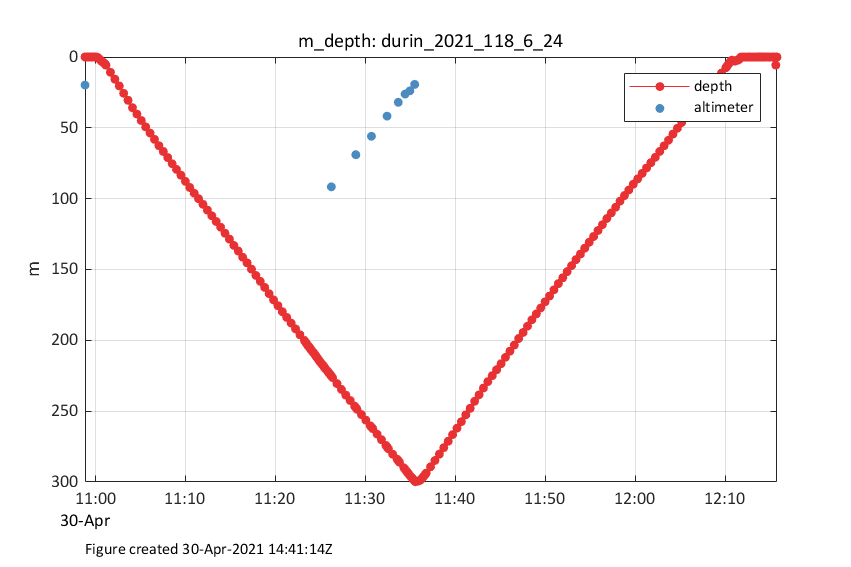 m_depth: durin_2021_118_6_24
depth
altimeter
m
0
50
100
150
200
250
300
11:00 11:10 11:20 11:30 11:40 11:50 12:00 12:10
30-Apr
Figure created 30-Apr-2021 14:41:14Z